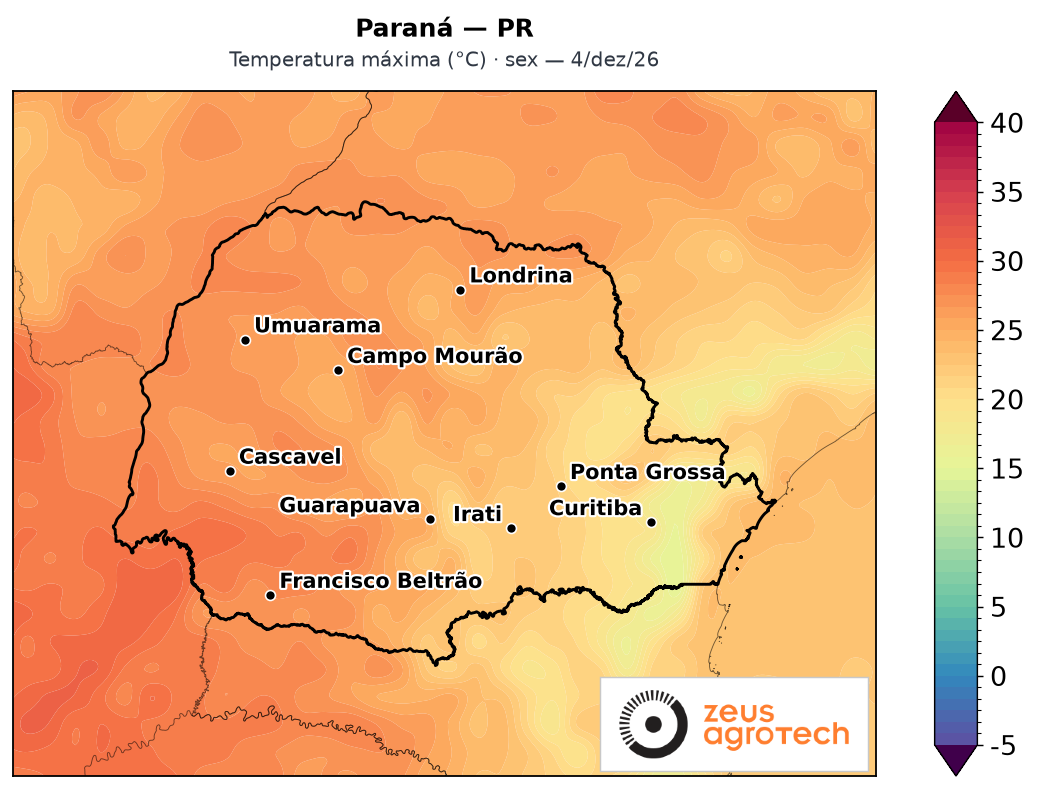 Paraná — PR
Temperatura máxima (°C) · sex — 4/dez/26
Londrina
Umuarama
Campo Mourão
Cascavel
Ponta Grossa
Guarapuava
Irati
Curitiba
Francisco Beltrão
zeus
agrotech
40
35
30
25
20
15
10
5
0
-5